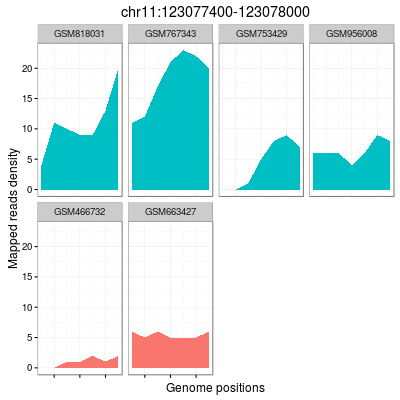 chr11:123077400-123078000
GSM818031 GSM767343 GSM753429 GSM956008
20
15
10
5
0
Mapped reads density
GSM466732 GSM663427
20
15
10
5
0
Genome positions